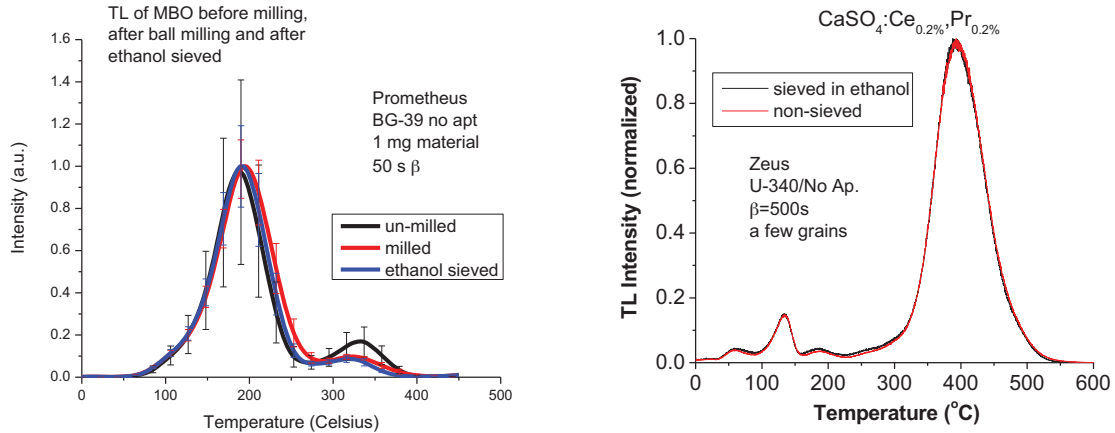 TL of MBO before milling,
after ball milling and after
ethanol sieved
1.6
1.4
1.2
1.0
0.8
0.6
0.4
0.2
0.0
Intensity (a.u.)
Prometheus
BG-39 no apt
1 mg material
50 s β
un-milled
milled
ethanol sieved
0 100 200 300 400 500
Temperature (Celsius)
CaSO4:Ce0.2%,Pr0.2%
1.0
0.8
0.6
0.4
0.2
0.0
TL Intensity (normalized)
sieved in ethanol
non-sieved
Zeus
U-340/No Ap.
β=500s
a few grains
0 100 200 300 400 500 600
Temperature (°C)